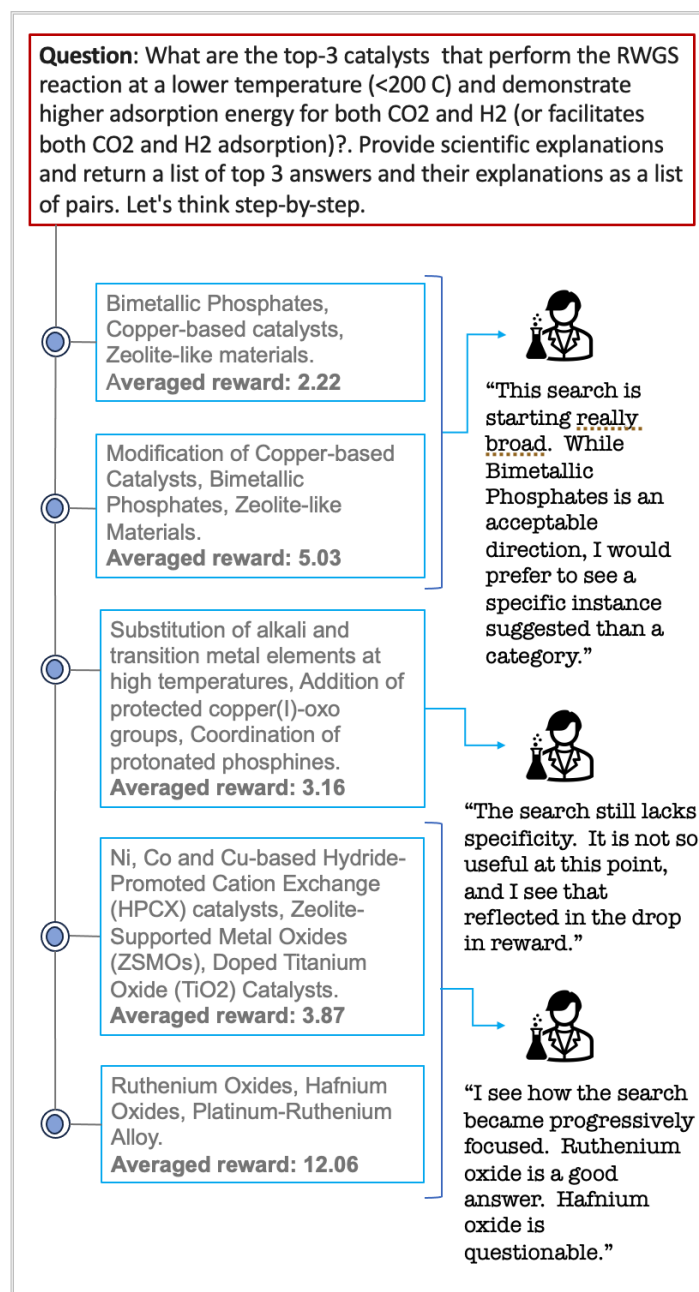 Question: What are the top-3 catalysts that perform the RWGS
reaction at a lower temperature (<200 C) and demonstrate
higher adsorption energy for both CO2 and H2 (or facilitates
both CO2 and H2 adsorption)?. Provide scientific explanations
and return a list of top 3 answers and their explanations as a list
of pairs. Let's think step-by-step.
Bimetallic Phosphates,
Copper-based catalysts,
Zeolite-like materials.
Averaged reward: 2.22
Modification of Copper-based
Catalysts, Bimetallic
Phosphates, Zeolite-like
Materials.
Averaged reward: 5.03
“This search is
starting really
broad. While
Bimetallic
Phosphates is an
acceptable
direction, I would
prefer to see a
specific instance
suggested than a
category.”
Substitution of alkali and
transition metal elements at
high temperatures, Addition of
protected copper(I)-oxo
groups, Coordination of
protonated phosphines.
Averaged reward: 3.16
“The search still lacks
specificity. It is not so
useful at this point,
and I see that
reflected in the drop
in reward.”
Ni, Co and Cu-based Hydride-
Promoted Cation Exchange
(HPCX) catalysts, Zeolite-
Supported Metal Oxides
(ZSMOs), Doped Titanium
Oxide (TiO2) Catalysts.
Averaged reward: 3.87
Ruthenium Oxides, Hafnium
Oxides, Platinum-Ruthenium
Alloy.
Averaged reward: 12.06
“I see how the search
became progressively
focused. Ruthenium
oxide is a good
answer. Hafnium
oxide is
questionable.”